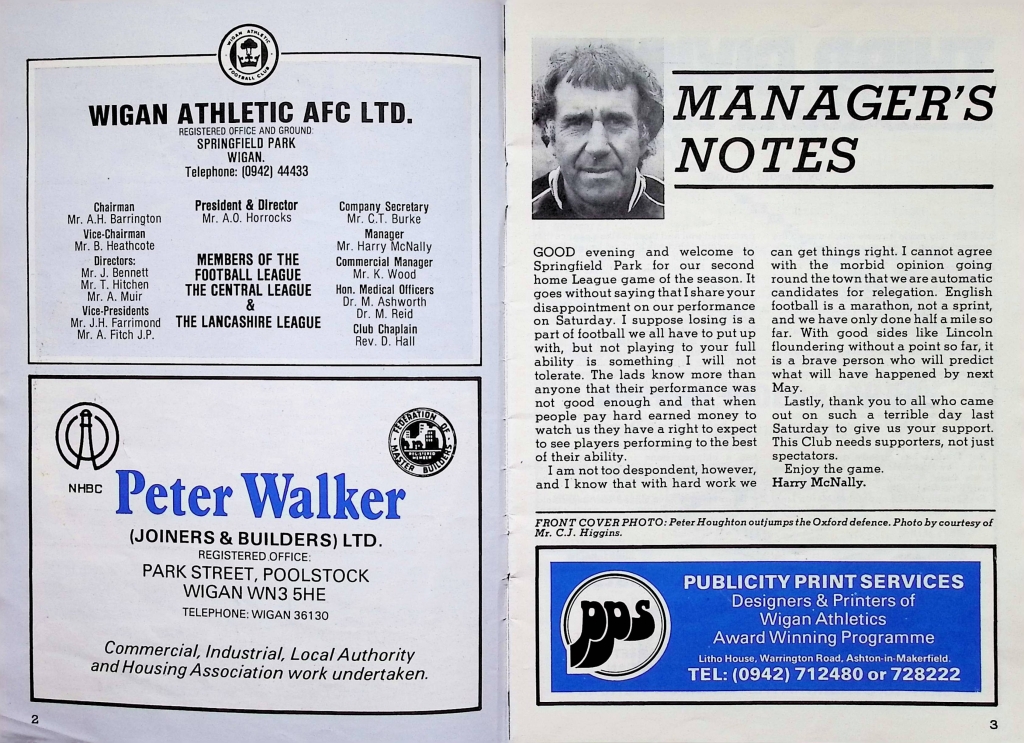 WIGAN ATHLETIC
FOOTBALL CLUB
WIGAN ATHLETIC AFC LTD.
REGISTERED OFFICE AND GROUND:
SPRINGFIELD PARK
WIGAN.
Telephone: (0942) 44433
Chairman
Mr. A.H. Barrington
Vice-Chairman
Mr. B. Heathcote
Directors:
Mr. J. Bennett
Mr. T. Hitchen
Mr. A. Muir
Vice-Presidents
Mr. J.H. Farrimond
Mr. A. Fitch J.P.
President & Director
Mr. A.O. Horrocks
MEMBERS OF THE
FOOTBALL LEAGUE
THE CENTRAL LEAGUE
&
THE LANCASHIRE LEAGUE
Company Secretary
Mr. C.T. Burke
Manager
Mr. Harry McNally
Commercial Manager
Mr. K. Wood
Hon. Medical Officers
Dr. M. Ashworth
Dr. M. Reid
Club Chaplain
Rev. D. Hall
NHBC
FEDERATION OF
MASTER BUILDERS
REGISTERED
MEMBER
Peter Walker
(JOINERS & BUILDERS) LTD.
REGISTERED OFFICE:
PARK STREET, POOLSTOCK
WIGAN WN3 5HE
TELEPHONE: WIGAN 36130
Commercial, Industrial, Local Authority
and Housing Association work undertaken.
2
MANAGER'S
NOTES
GOOD evening and welcome to
Springfield Park for our second
home League game of the season. It
goes without saying that I share your
disappointment on our performance
on Saturday. I suppose losing is a
part of football we all have to put up
with, but not playing to your full
ability is something I will not
tolerate. The lads know more than
anyone that their performance was
not good enough and that when
people pay hard earned money to
watch us they have a right to expect
to see players performing to the best
of their ability.
I am not too despondent, however,
and I know that with hard work we
can get things right. I cannot agree
with the morbid opinion going
round the town that we are automatic
candidates for relegation. English
football is a marathon, not a sprint,
and we have only done half a mile so
far. With good sides like Lincoln
floundering without a point so far, it
is a brave person who will predict
what will have happened by next
May.
Lastly, thank you to all who came
out on such a terrible day last
Saturday to give us your support.
This Club needs supporters, not just
spectators.
Enjoy the game.
Harry McNally.
FRONT COVER PHOTO: Peter Houghton outjumps the Oxford defence. Photo by courtesy of
Mr. C.J. Higgins.
pps
PUBLICITY PRINT SERVICES
Designers & Printers of
Wigan Athletics
Award Winning Programme
Litho House, Warrington Road, Ashton-in-Makerfield.
TEL: (0942) 712480 or 728222
3